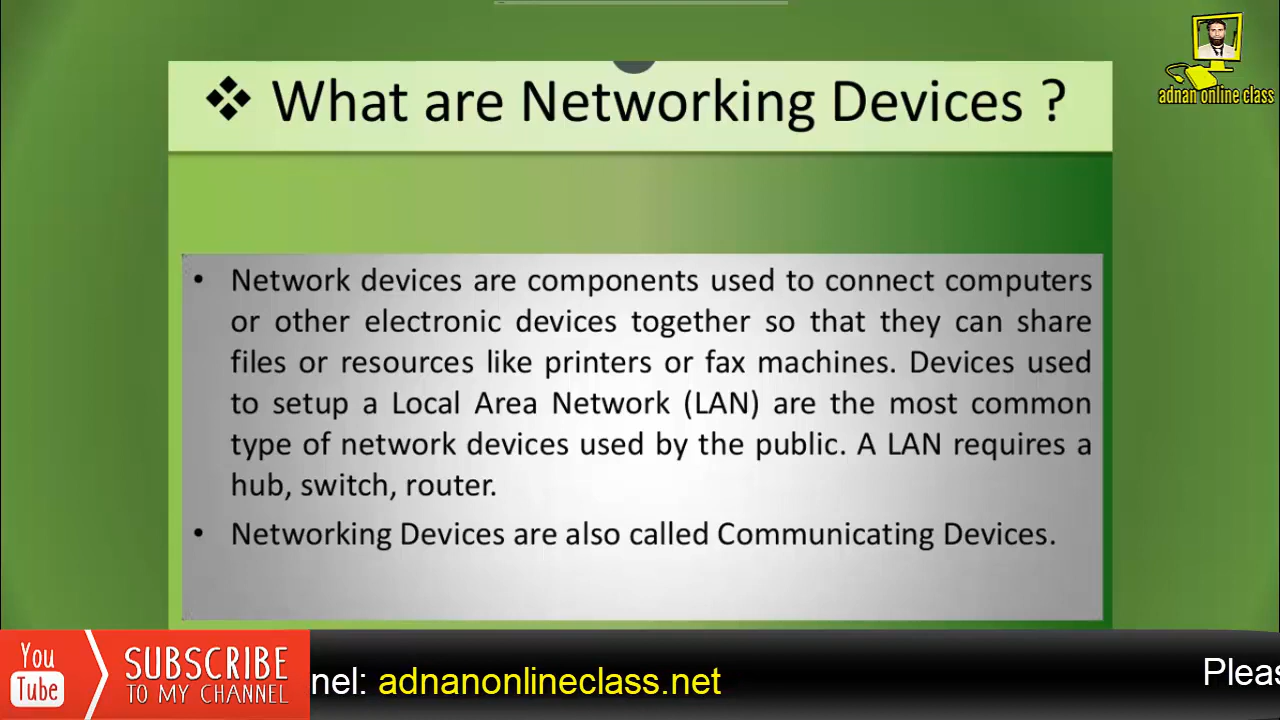 adnan online class
❖ What are Networking Devices ?
• Network devices are components used to connect computers
or other electronic devices together so that they can share
files or resources like printers or fax machines. Devices used
to setup a Local Area Network (LAN) are the most common
type of network devices used by the public. A LAN requires a
hub, switch, router.
• Networking Devices are also called Communicating Devices.
You
Tube
SUBSCRIBE
TO MY CHANNEL
nel: adnanonlineclass.net
Pleas